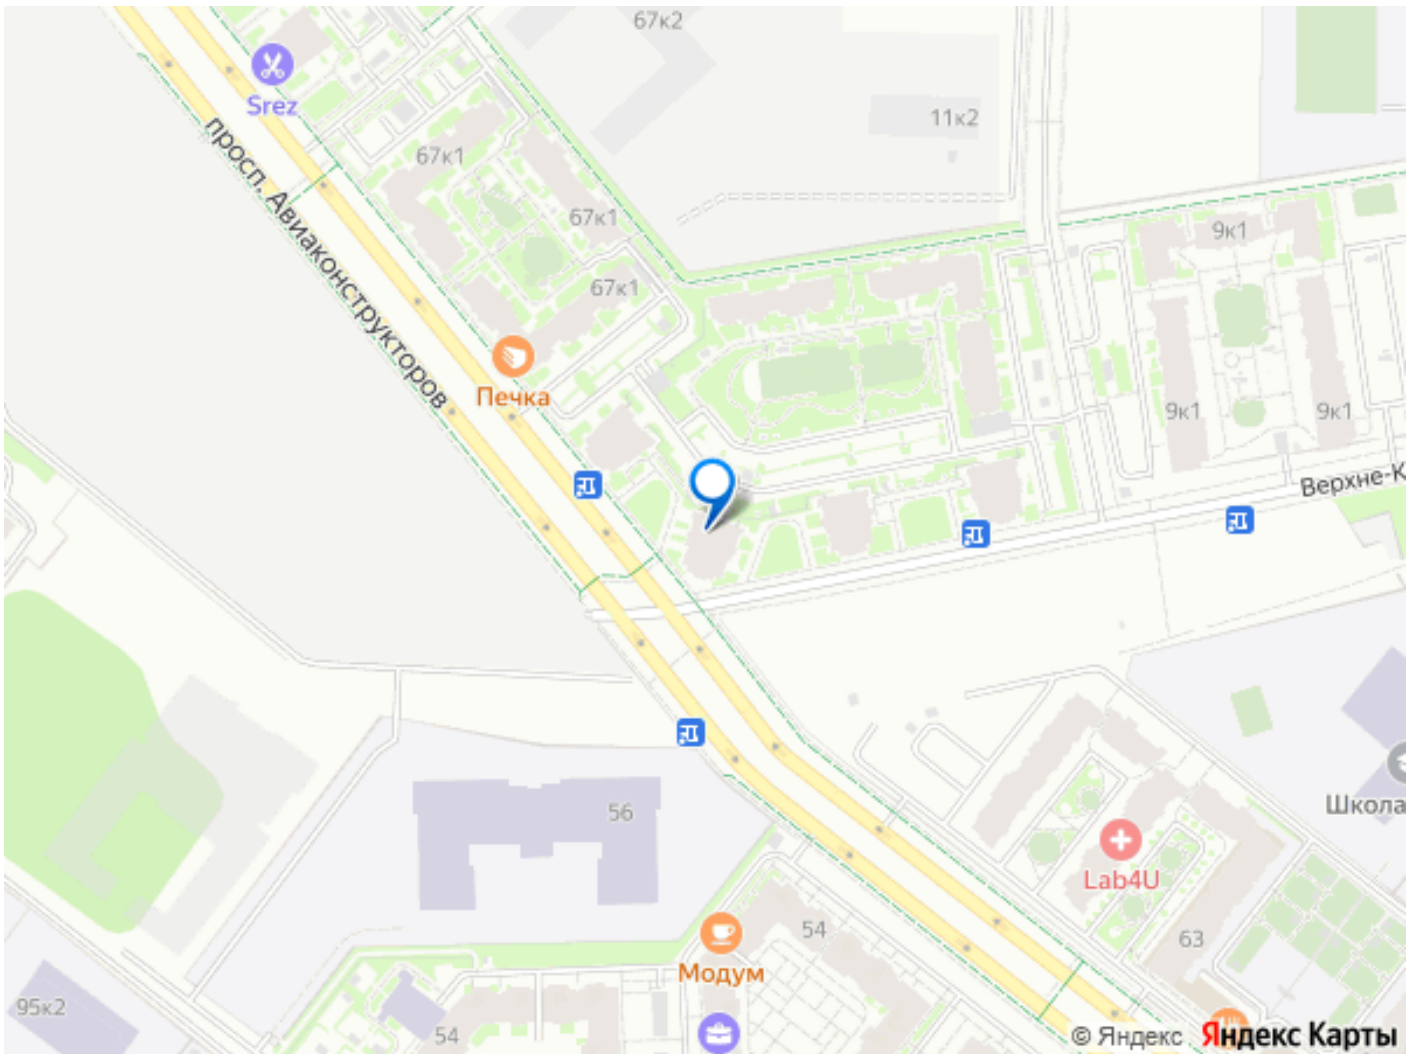 67к2
Srez
11к2
67к1
просп. Авиаконструкторов
67к1
9к1
67к1
Печка
9к1
9к1
Верхне-К
Школа
56
Lab4U
54
63
Модум
95к2
54
© Яндекс Яндекс Карты